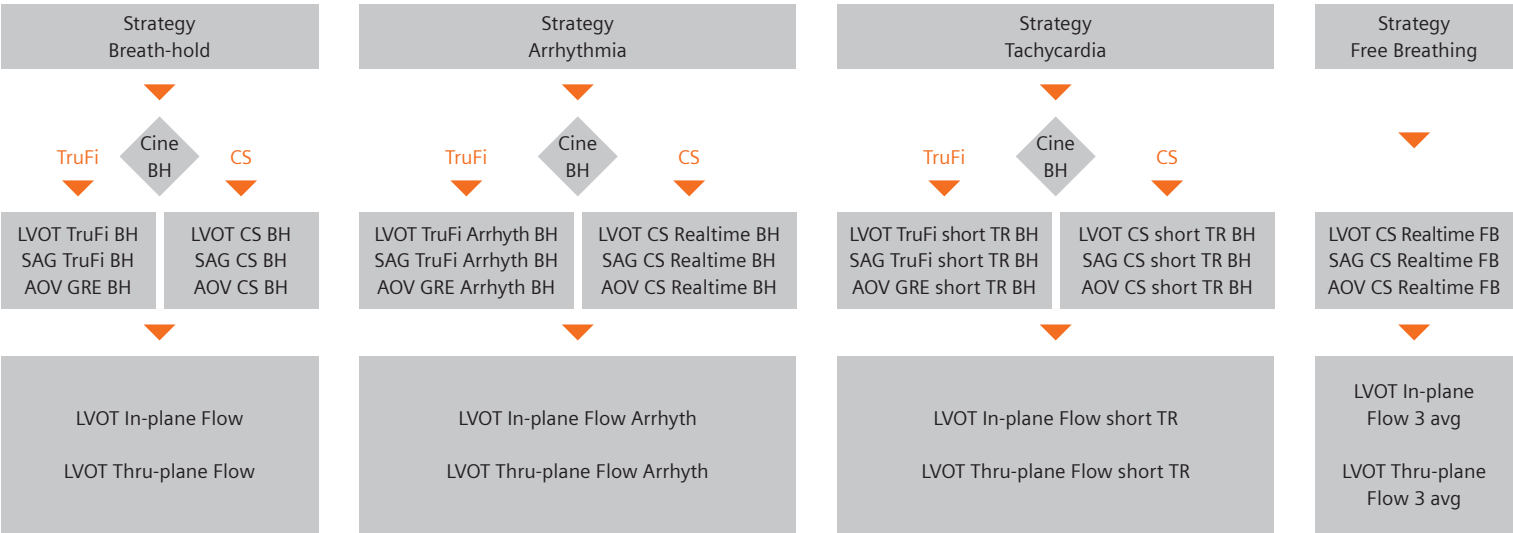 Strategy
Breath-hold
TruFi
Cine
BH
CS
LVOT TruFi BH
SAG TruFi BH
AOV GRE BH
LVOT CS BH
SAG CS BH
AOV CS BH
LVOT In-plane Flow
LVOT Thru-plane Flow
Strategy
Arrhythmia
TruFi
Cine
BH
CS
LVOT TruFi Arrhyth BH
SAG TruFi Arrhyth BH
AOV GRE Arrhyth BH
LVOT CS Realtime BH
SAG CS Realtime BH
AOV CS Realtime BH
LVOT In-plane Flow Arrhyth
LVOT Thru-plane Flow Arrhyth
Strategy
Tachycardia
TruFi
Cine
BH
CS
LVOT TruFi short TR BH
SAG TruFi short TR BH
AOV GRE short TR BH
LVOT CS short TR BH
SAG CS short TR BH
AOV CS short TR BH
LVOT In-plane Flow short TR
LVOT Thru-plane Flow short TR
Strategy
Free Breathing
LVOT CS Realtime FB
SAG CS Realtime FB
AOV CS Realtime FB
LVOT In-plane
Flow 3 avg
LVOT Thru-plane
Flow 3 avg